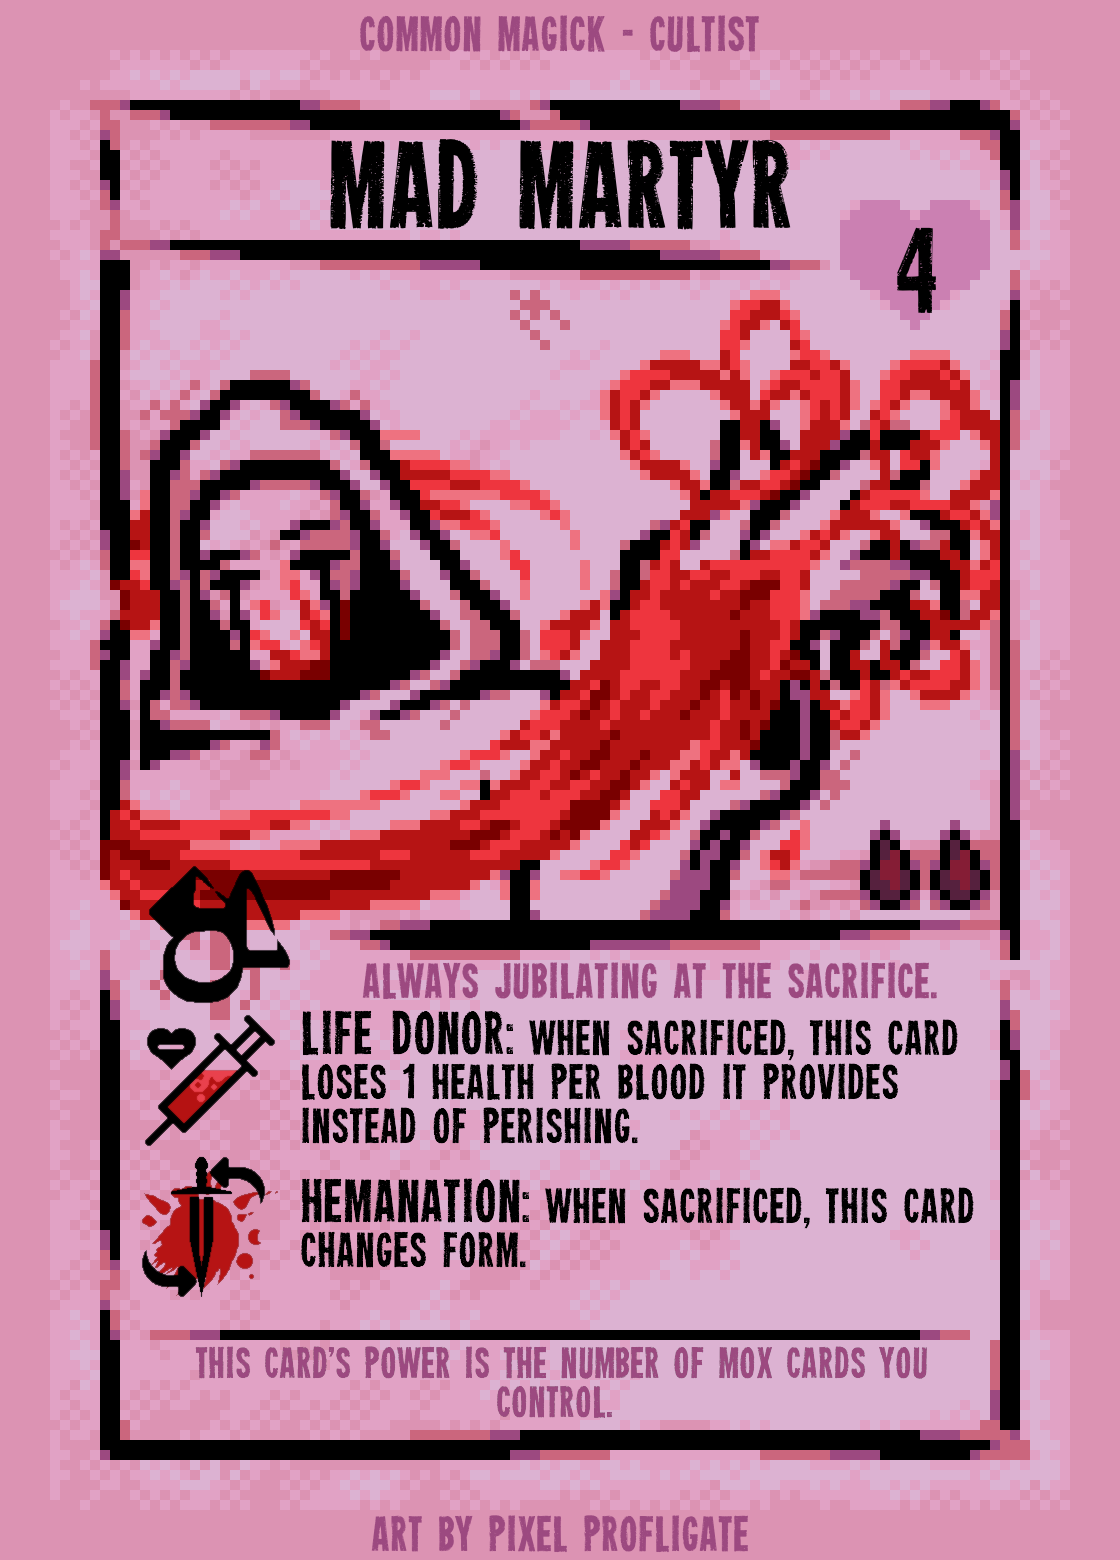 COMMON MAGICK - CULTIST
MAD MARTYR
4
ALWAYS JUBILATING AT THE SACRIFICE.
LIFE DONOR: WHEN SACRIFICED, THIS CARD
LOSES 1 HEALTH PER BLOOD IT PROVIDES
INSTEAD OF PERISHING.
HEMANATION: WHEN SACRIFICED, THIS CARD
CHANGES FORM.
THIS CARD'S POWER IS THE NUMBER OF MOX CARDS YOU
CONTROL.
ART BY PIXEL PROFLIGATE